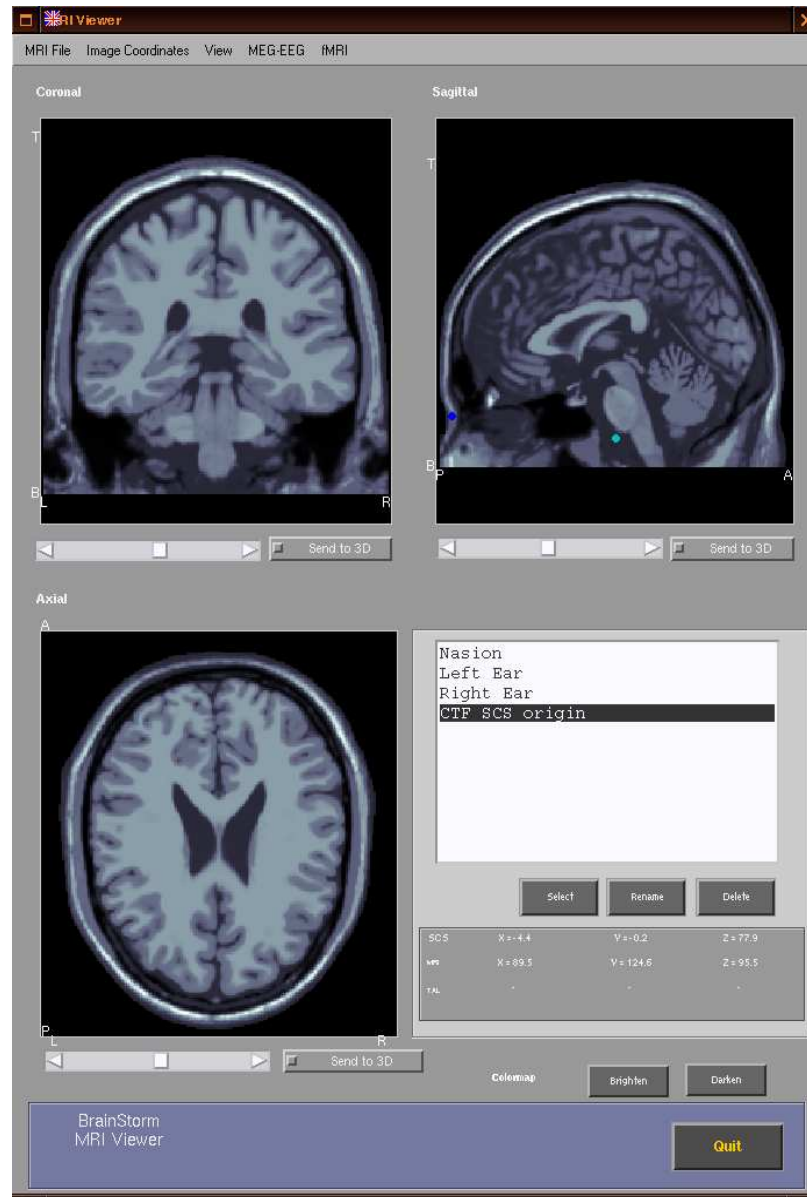 MRI Viewer
MRI File Image Coordinates View MEG-EEG fMRI
Coronal Sagittal
T
T
B
L R
B
P A
Send to 3D Send to 3D
Axial
A
Nasion
Left Ear
Right Ear
CTF SCS origin
Select Rename Delete
SCS X=-4.4 Y=-0.2 Z=77.9
MRI X=89.5 Y=124.6 Z=95.5
TAL - - -
P
L R
Send to 3D
Colormap Brighten Darken
BrainStorm
MRI Viewer
Quit